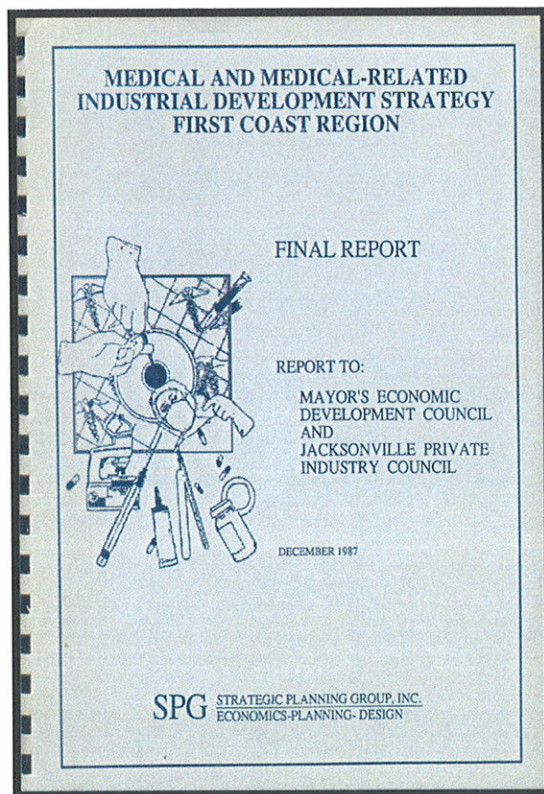 MEDICAL AND MEDICAL-RELATED
INDUSTRIAL DEVELOPMENT STRATEGY
FIRST COAST REGION
FINAL REPORT
REPORT TO:
MAYOR'S ECONOMIC
DEVELOPMENT COUNCIL
AND
JACKSONVILLE PRIVATE
INDUSTRY COUNCIL
DECEMBER 1987
SPG STRATEGIC PLANNING GROUP, INC.
ECONOMICS-PLANNING- DESIGN